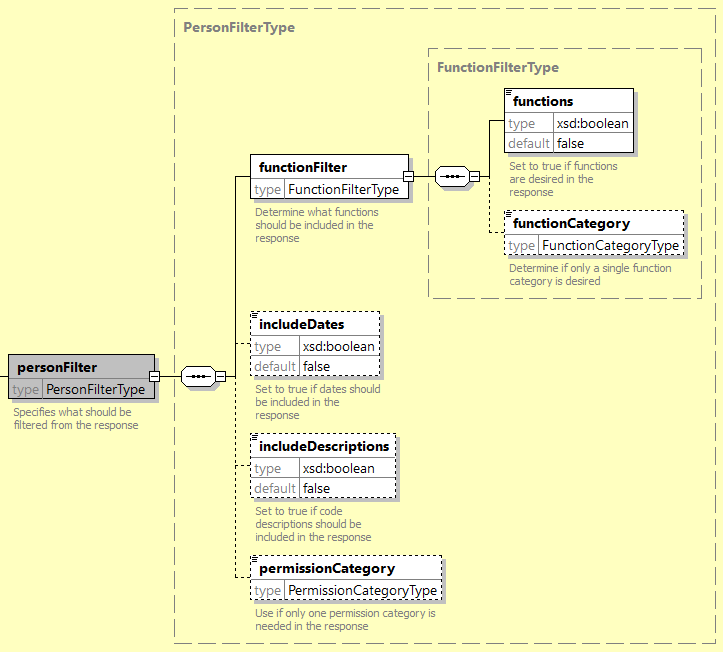 PersonFilterType
FunctionFilterType
functions
type xsd:boolean
default false
Set to true if functions
are desired in the
response
functionFilter
type FunctionFilterType
Determine what functions
should be included in the
response
functionCategory
type FunctionCategoryType
Determine if only a single function
category is desired
includeDates
type xsd:boolean
default false
Set to true if dates should
be included in the
response
personFilter
type PersonFilterType
Specifies what should be
filtered from the response
includeDescriptions
type xsd:boolean
default false
Set to true if code
descriptions should be
included in the response
permissionCategory
type PermissionCategoryType
Use if only one permission category is
needed in the response